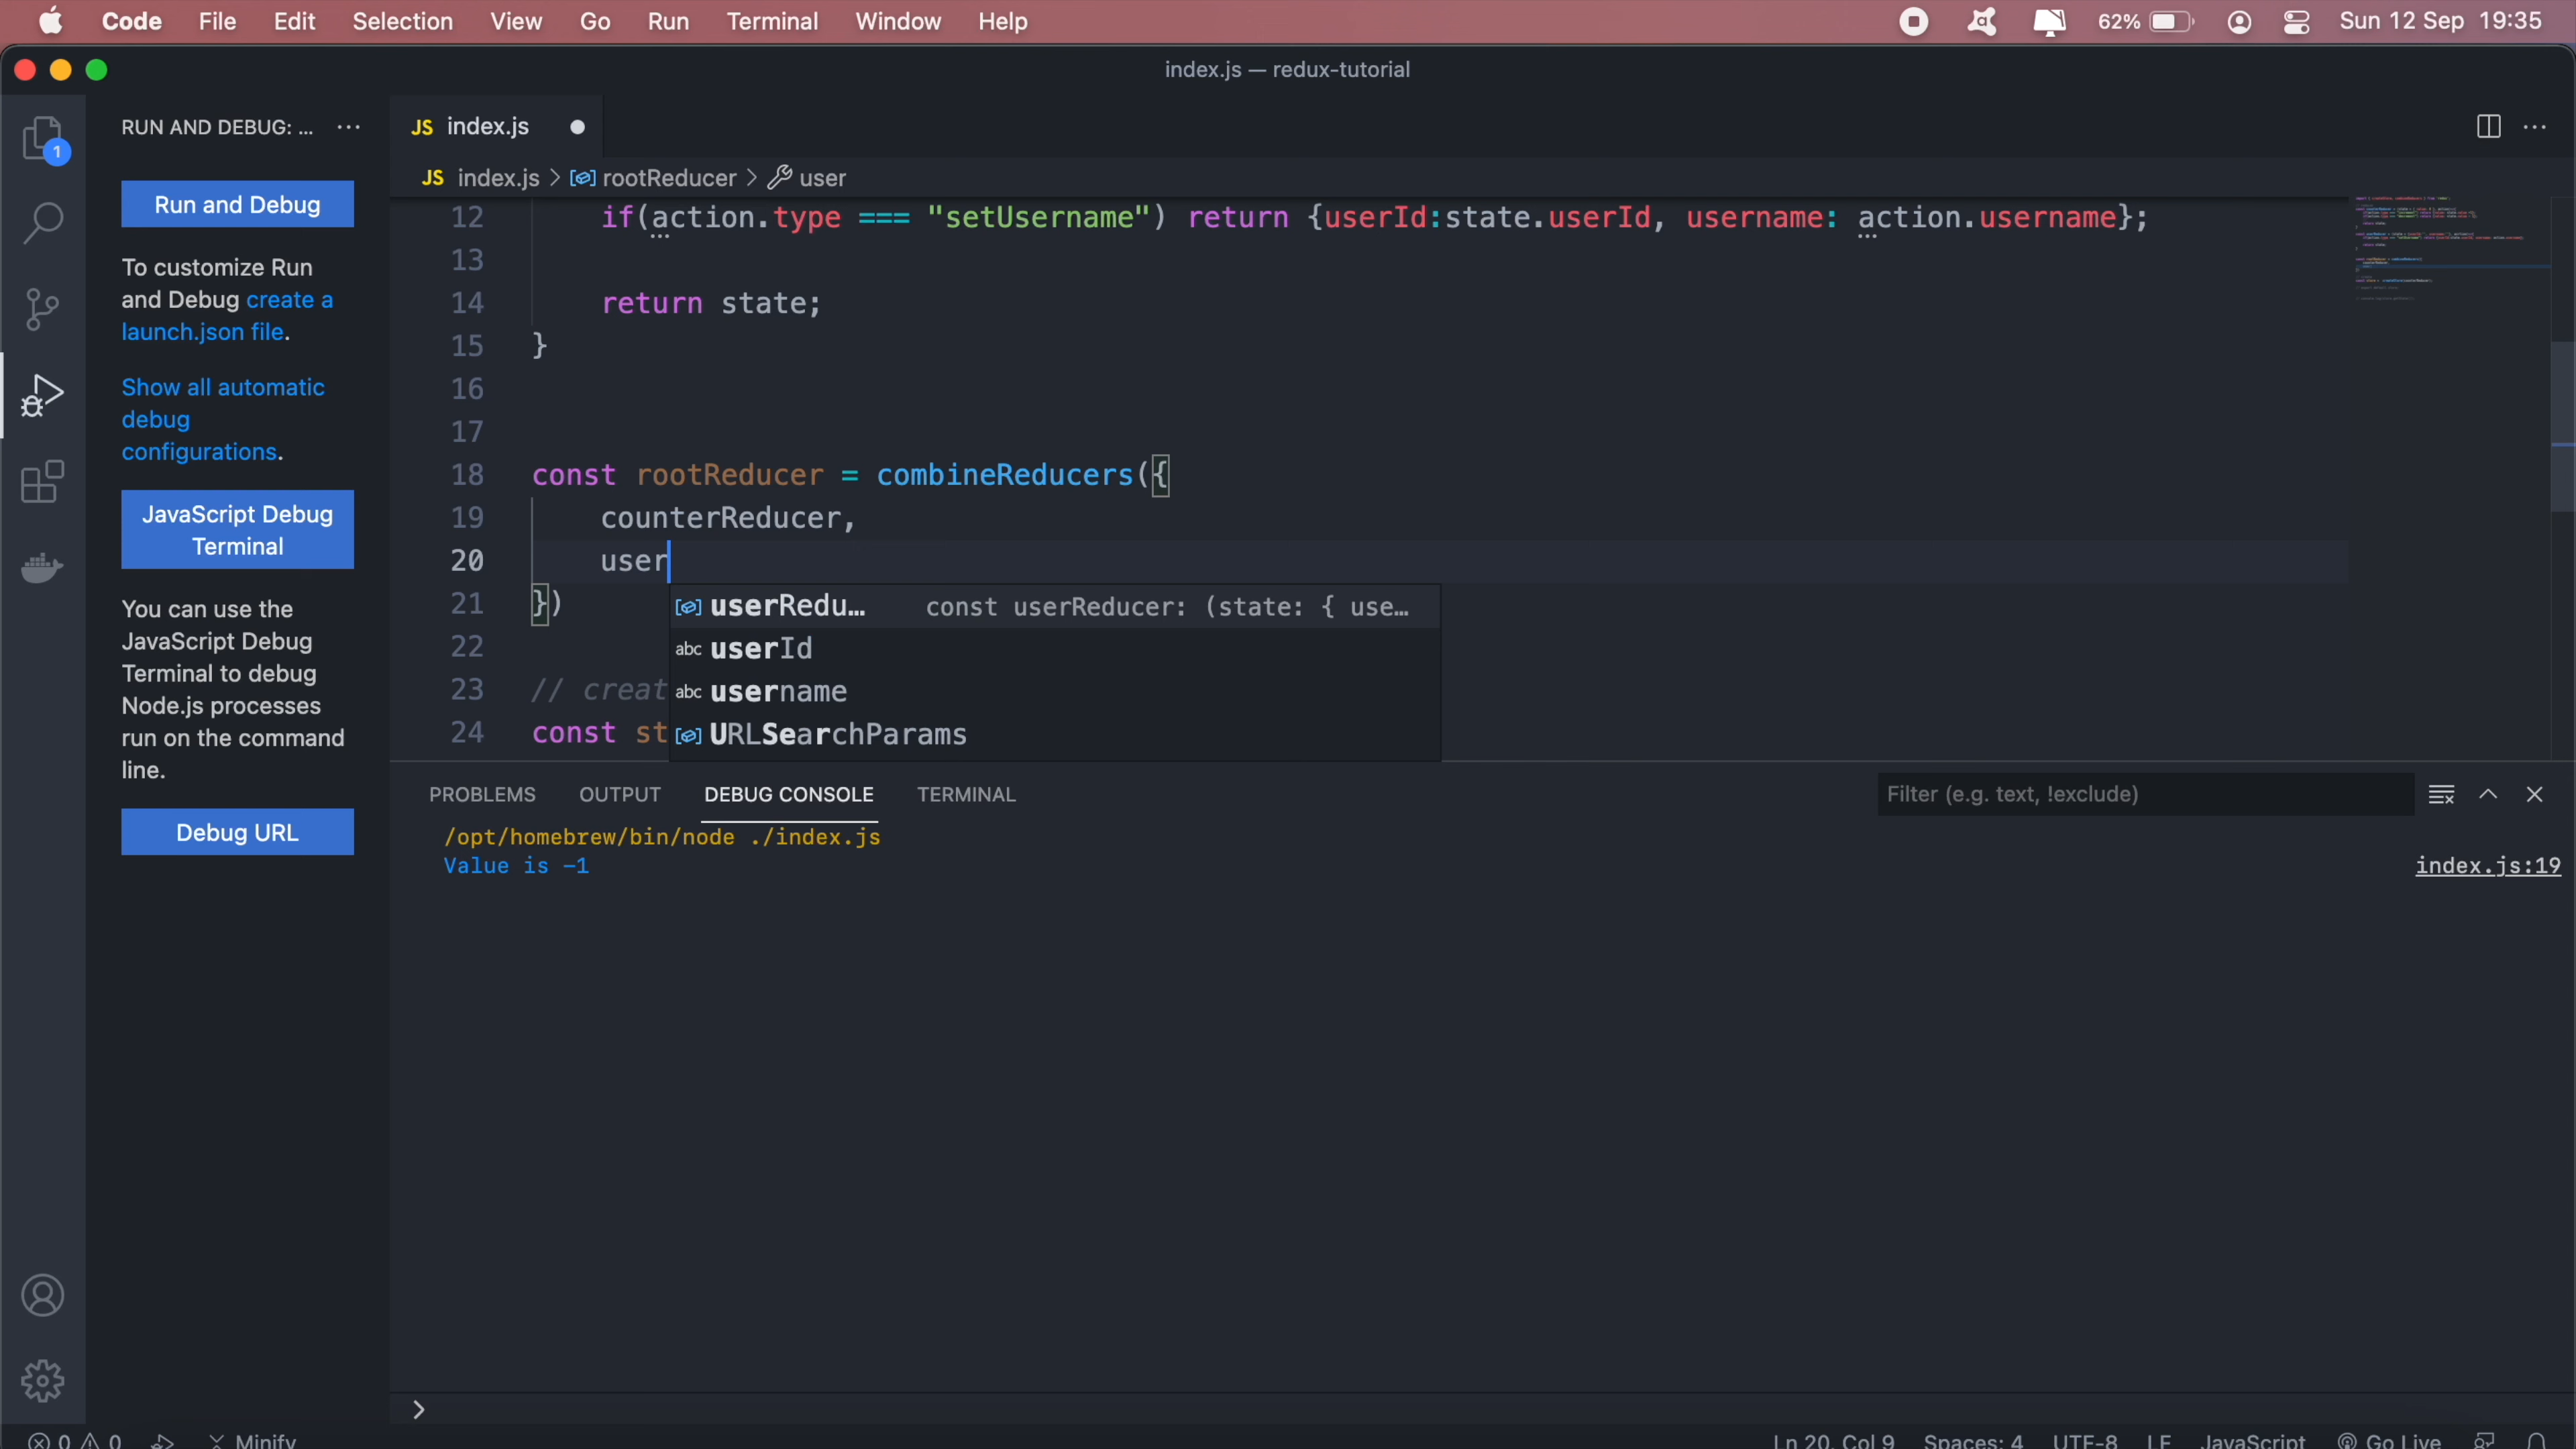 Code File Edit Selection View Go Run Terminal Window Help 62% Sun 12 Sep 19:35
index.js — redux-tutorial
RUN AND DEBUG: ... ···
JS index.js
JS index.js > rootReducer > user
1
Run and Debug
To customize Run
and Debug create a
launch.json file.
Show all automatic
debug
configurations.
JavaScript Debug
Terminal
You can use the
JavaScript Debug
Terminal to debug
Node.js processes
run on the command
line.
Debug URL
12 if(action.type === "setUsername") return {userId:state.userId, username: action.username};
13
14 return state;
15 }
16
17
18 const rootReducer = combineReducers({
19 counterReducer,
20 user
21 })
22
23 // creat
24 const st
userRedu... const userReducer: (state: { use...
abc userId
abc username
URLSearchParams
PROBLEMS OUTPUT DEBUG CONSOLE TERMINAL Filter (e.g. text, !exclude)
/opt/homebrew/bin/node ./index.js
Value is -1 index.js:19
>
0 0 Minify Ln 20, Col 9 Spaces: 4 UTF-8 LF JavaScript Go Live